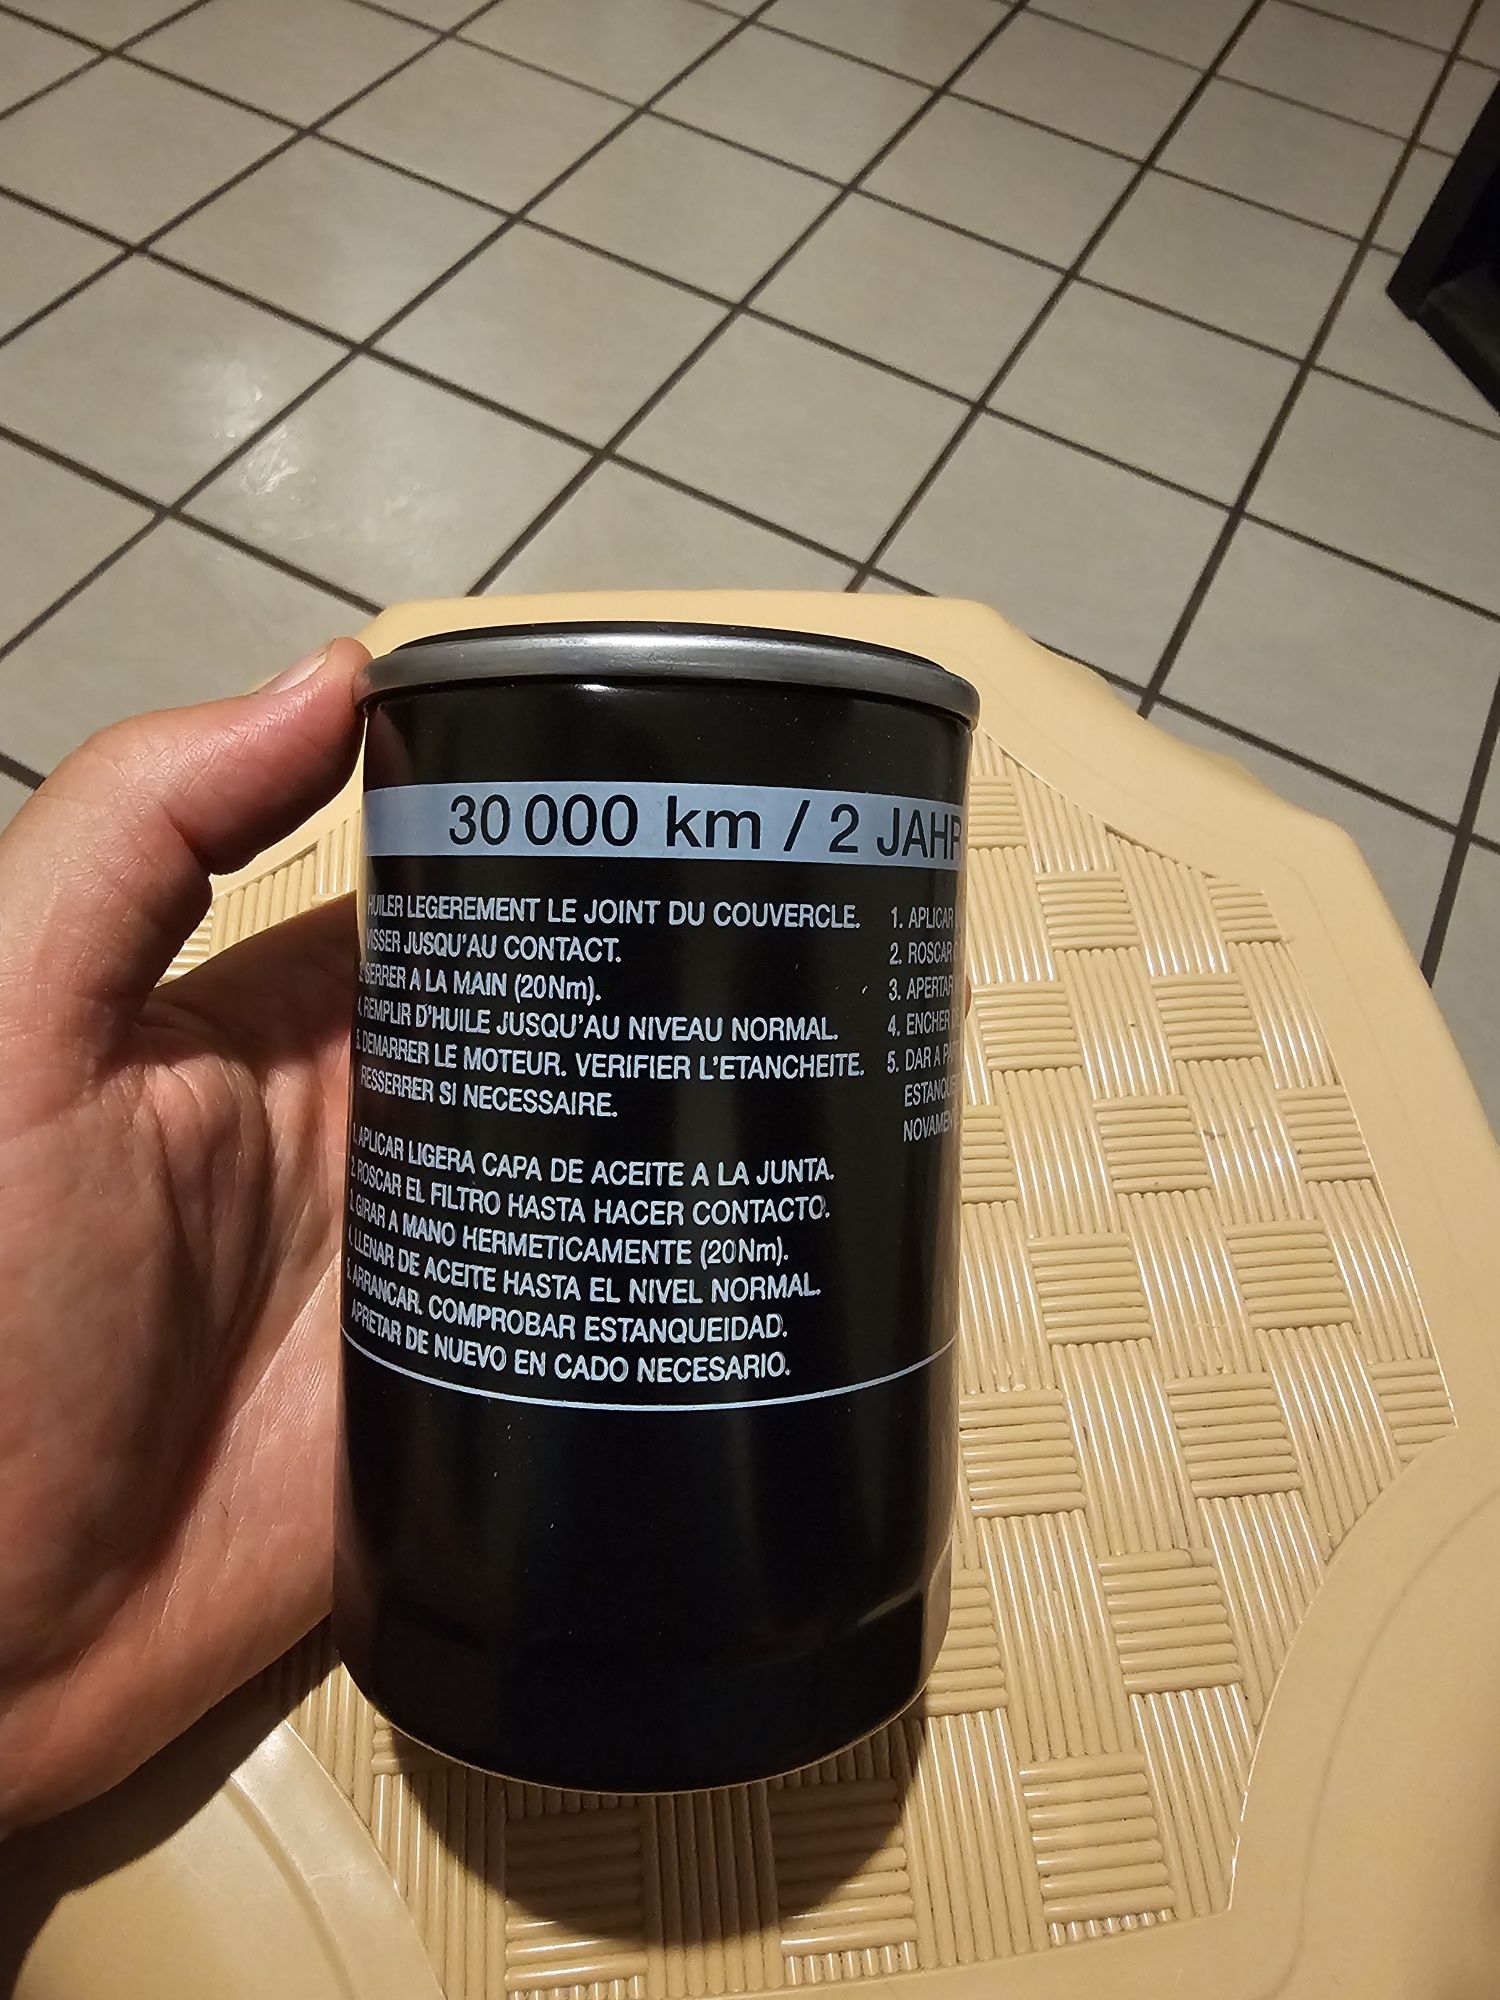 30 000 km / 2 JAHR
HUILER LEGEREMENT LE JOINT DU COUVERCLE.
VISSER JUSQU'AU CONTACT.
3. SERRER A LA MAIN (20Nm).
4. REMPLIR D'HUILE JUSQU'AU NIVEAU NORMAL.
5. DEMARRER LE MOTEUR. VERIFIER L'ETANCHEITE.
RESSERRER SI NECESSAIRE.
1. APLICAR LIGERA CAPA DE ACEITE A LA JUNTA.
2. ROSCAR EL FILTRO HASTA HACER CONTACTO.
3. GIRAR A MANO HERMETICAMENTE (20Nm).
4. LLENAR DE ACEITE HASTA EL NIVEL NORMAL.
5. ARRANCAR. COMPROBAR ESTANQUEIDAD.
APRETAR DE NUEVO EN CADO NECESARIO.
1. APLICAR
2. ROSCAR
3. APERTAR
4. ENCHER
5. DAR A